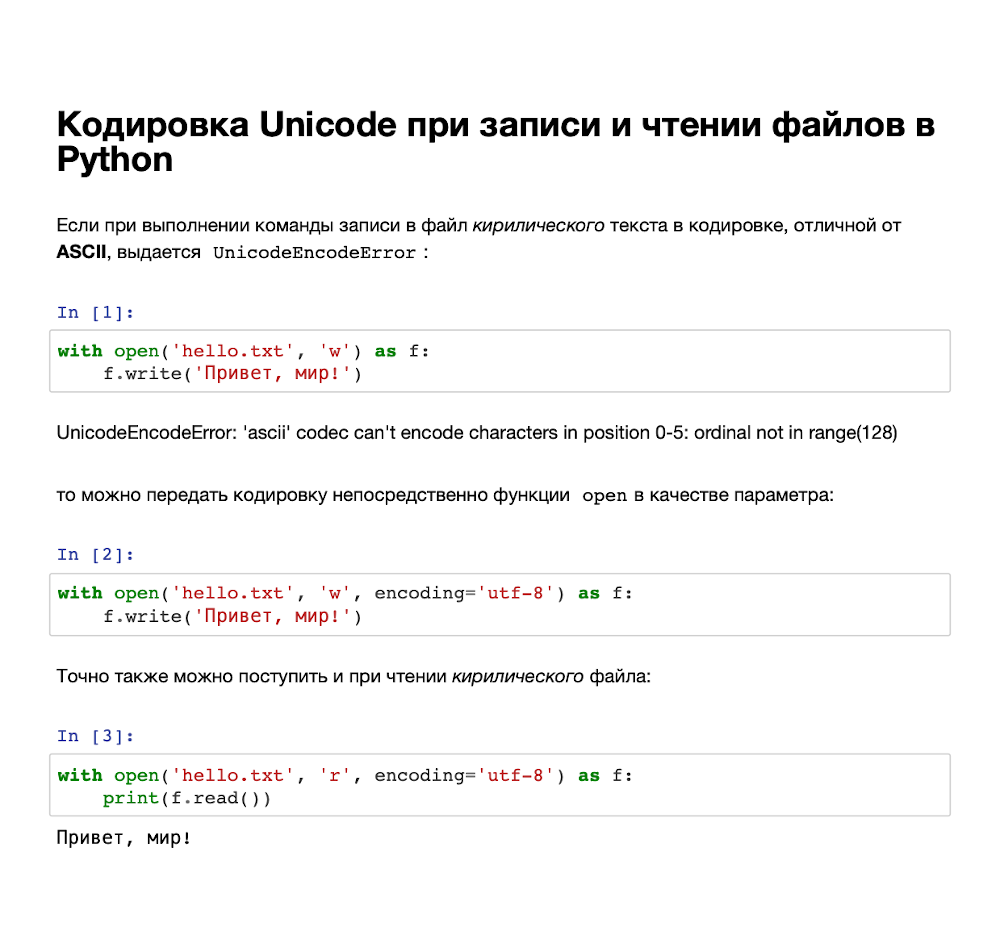 Кодировка Unicode при записи и чтении файлов в
Python
Если при выполнении команды записи в файл кирилического текста в кодировке, отличной от
ASCII, выдается UnicodeEncodeError :
In [1]:
with open('hello.txt', 'w') as f:
    f.write('Привет, мир!')
UnicodeEncodeError: 'ascii' codec can't encode characters in position 0-5: ordinal not in range(128)
то можно передать кодировку непосредственно функции open в качестве параметра:
In [2]:
with open('hello.txt', 'w', encoding='utf-8') as f:
    f.write('Привет, мир!')
Точно также можно поступить и при чтении кирилического файла:
In [3]:
with open('hello.txt', 'r', encoding='utf-8') as f:
    print(f.read())
Привет, мир!